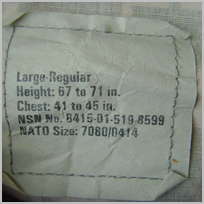 Large-Regular
Height: 67 to 71 in.
Chest: 41 to 45 in.
NSN No. 8415-01-519-8599
NATO Size: 7080/0414